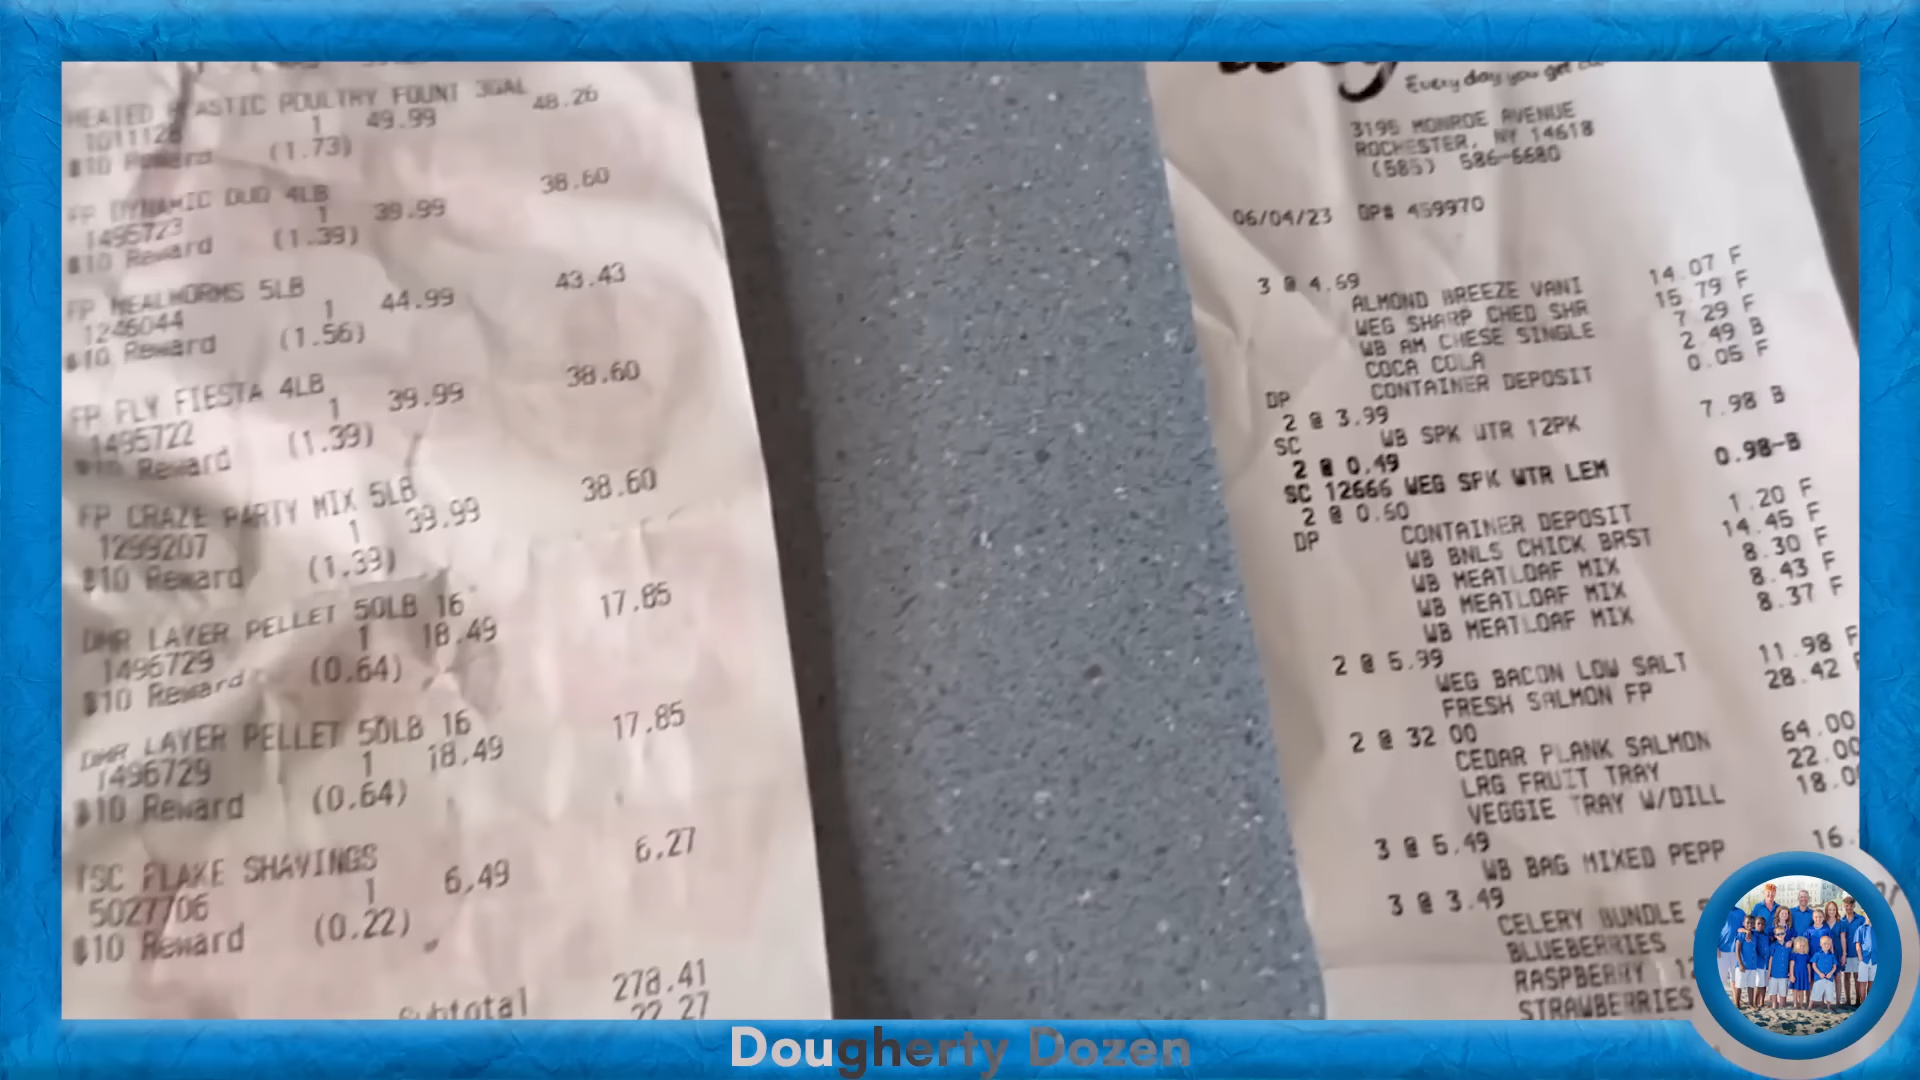 HEATED PLASTIC POULTRY FOUNT 3GAL
1011128 1 49.99 48.26
$10 Reward (1.73)
FP DYNAMIC DUO 4LB
1495723 1 39.99 38.60
$10 Reward (1.39)
FP MEALWORMS 5LB
1246044 1 44.99 43.43
$10 Reward (1.56)
FP FLY FIESTA 4LB
1495722 1 39.99 38.60
$10 Reward (1.39)
FP CRAZE PARTY MIX 5LB
1299207 1 39.99 38.60
$10 Reward (1.39)
DMR LAYER PELLET 50LB 16
1496729 1 18.49 17.85
$10 Reward (0.64)
DMR LAYER PELLET 50LB 16
1496729 1 18.49 17.85
$10 Reward (0.64)
TSC FLAKE SHAVINGS
5027706 1 6.49 6.27
$10 Reward (0.22)
Subtotal 278.41
22.27
Every day you get
3195 MONROE AVENUE
ROCHESTER, NY 14618
(585) 586-6680
06/04/23 OP# 459970
3 @ 4.69
ALMOND BREEZE VANI 14.07 F
WEG SHARP CHED SHR 15.79 F
WB AM CHESE SINGLE 7.29 F
COCA COLA 2.49 B
DP CONTAINER DEPOSIT 0.05 F
2 @ 3.99
SC WB SPK WTR 12PK 7.98 B
2 @ 0.49
SC 12666 WEG SPK WTR LEM 0.98-B
2 @ 0.60
DP CONTAINER DEPOSIT 1.20 F
WB BNLS CHICK BRST 14.45 F
WB MEATLOAF MIX 8.30 F
WB MEATLOAF MIX 8.43 F
WB MEATLOAF MIX 8.37 F
2 @ 5.99
WEG BACON LOW SALT 11.98 F
FRESH SALMON FP 28.42 F
2 @ 32.00
CEDAR PLANK SALMON 64.00
LRG FRUIT TRAY 22.00
VEGGIE TRAY W/DILL 18.0
3 @ 5.49
WB BAG MIXED PEPP 16.
3 @ 3.49
CELERY BUNDLE
BLUEBERRIES
RASPBERRY 12
STRAWBERRIES
Dougherty Dozen